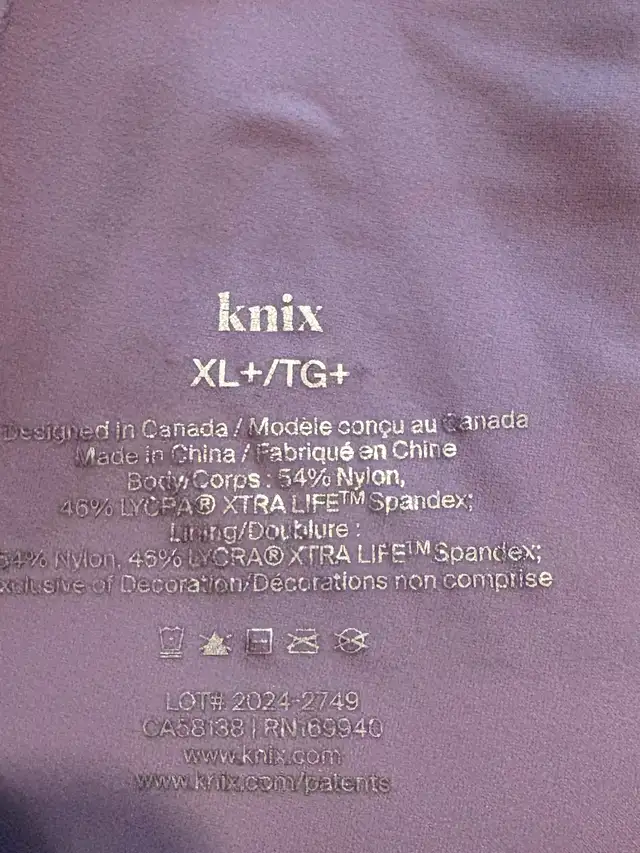 knix
XL+/TG+
Designed in Canada / Modèle conçu au Canada
Made in China / Fabriqué en Chine
Body/Corps : 54% Nylon,
46% LYCRA® XTRA LIFE™ Spandex;
Lining/Doublure :
54% Nylon, 46% LYCRA® XTRA LIFE™ Spandex;
xclusive of Decoration/Décorations non comprise
LOT# 2024-2749
CA58138 | RN169940
www.knix.com
www.knix.com/patents